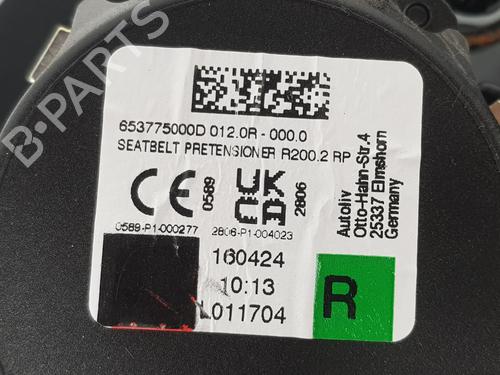 B-PARTS
653775000D 012.0R - 000.0
SEATBELT PRETENSIONER R200.2 RP
CE 0589
UK CA 2806
0589-P1-000277
2806-P1-004023
Autoliv
Otto-Hahn-Str.4
25337 Elmshorn
Germany
160424
10:13
L011704
R